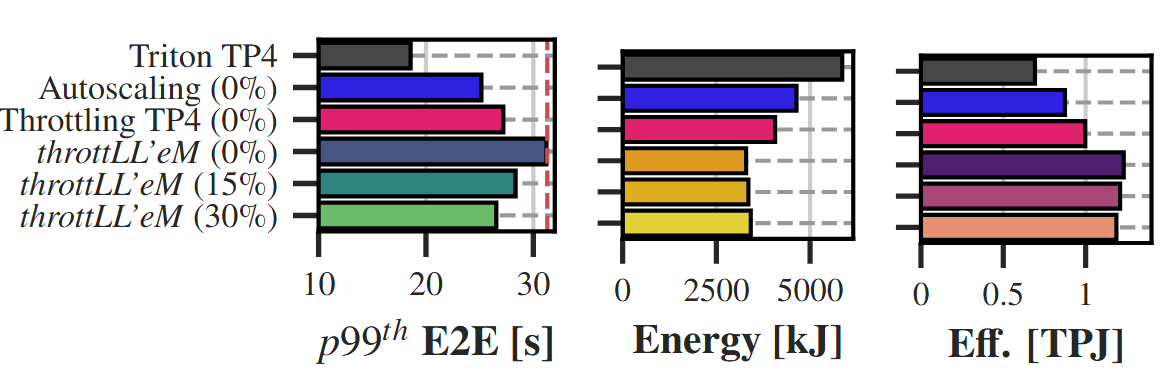 Triton TP4
Autoscaling (0%)
Throttling TP4 (0%)
throttLL'eM (0%)
throttLL'eM (15%)
throttLL'eM (30%)
10 20 30
p99th E2E [s]
0 2500 5000
Energy [kJ]
0 0.5 1
Eff. [TPJ]